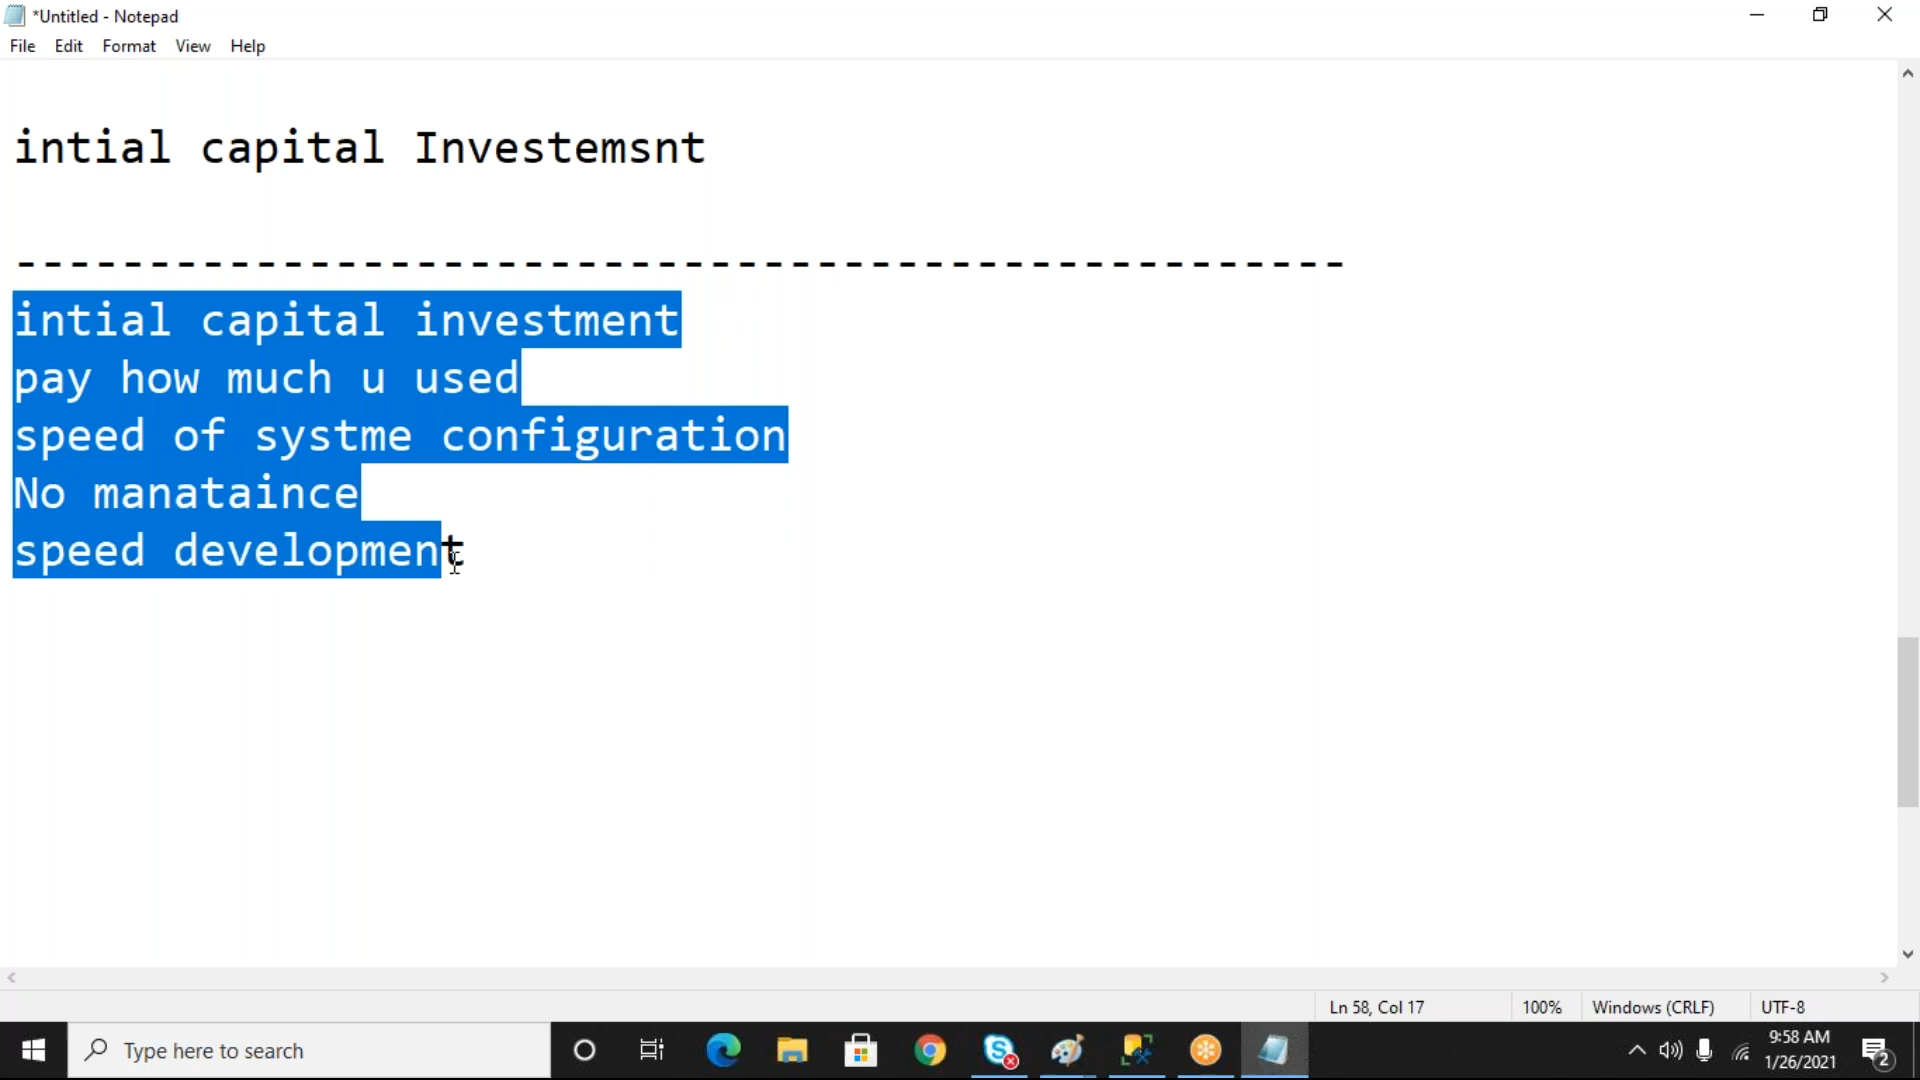 *Untitled - Notepad
File Edit Format View Help
intial capital Investemsnt
--------------------------------------------------
intial capital investment
pay how much u used
speed of systme configuration
No manataince
speed development
Ln 58, Col 17 100% Windows (CRLF) UTF-8
Type here to search
9:58 AM
1/26/2021
2